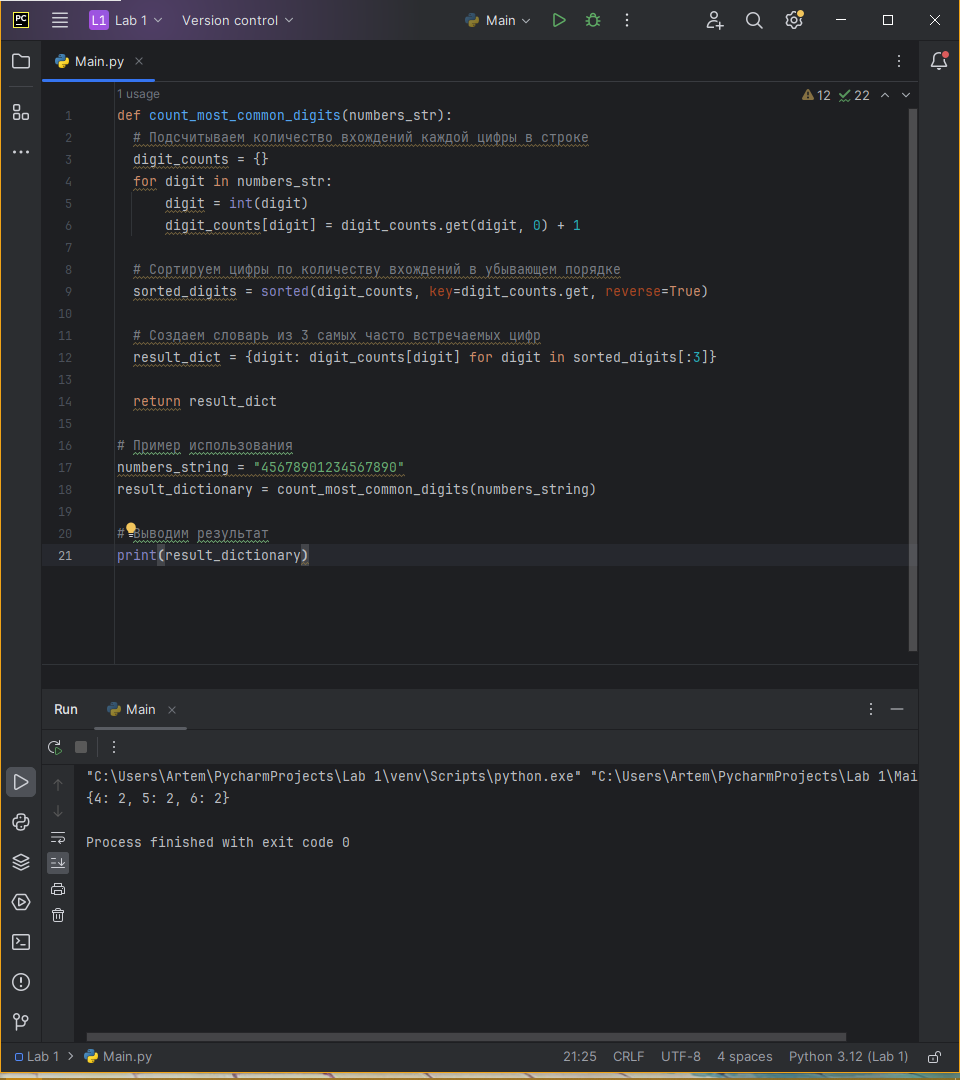 PC L1 Lab 1 Version control Main
Main.py
1 usage
12 22
1 def count_most_common_digits(numbers_str):
2 # Подсчитываем количество вхождений каждой цифры в строке
3 digit_counts = {}
4 for digit in numbers_str:
5 digit = int(digit)
6 digit_counts[digit] = digit_counts.get(digit, 0) + 1
7
8 # Сортируем цифры по количеству вхождений в убывающем порядке
9 sorted_digits = sorted(digit_counts, key=digit_counts.get, reverse=True)
10
11 # Создаем словарь из 3 самых часто встречаемых цифр
12 result_dict = {digit: digit_counts[digit] for digit in sorted_digits[:3]}
13
14 return result_dict
15
16 # Пример использования
17 numbers_string = "45678901234567890"
18 result_dictionary = count_most_common_digits(numbers_string)
19
20 # Выводим результат
21 print(result_dictionary)
Run Main
"C:\Users\Artem\PycharmProjects\Lab 1\venv\Scripts\python.exe" "C:\Users\Artem\PycharmProjects\Lab 1\Mai
{4: 2, 5: 2, 6: 2}
Process finished with exit code 0
Lab 1 Main.py 21:25 CRLF UTF-8 4 spaces Python 3.12 (Lab 1)